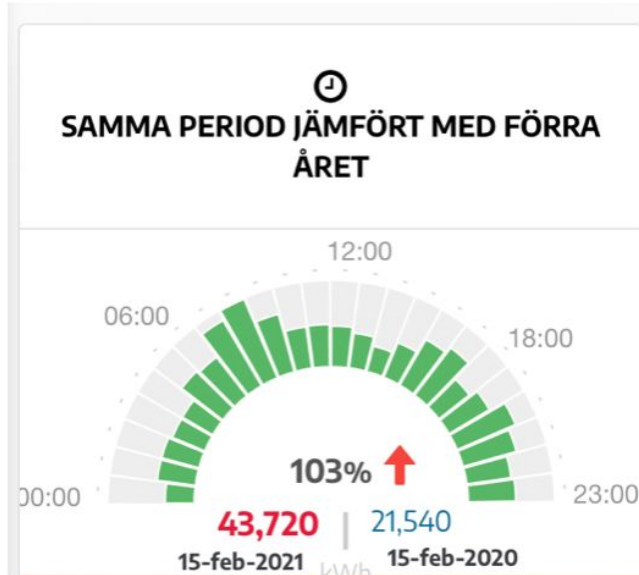 SAMMA PERIOD JÄMFÖRT MED FÖRRA
ÅRET
12:00
06:00
18:00
00:00
23:00
103%
43,720 | 21,540
15-feb-2021 kWh 15-feb-2020